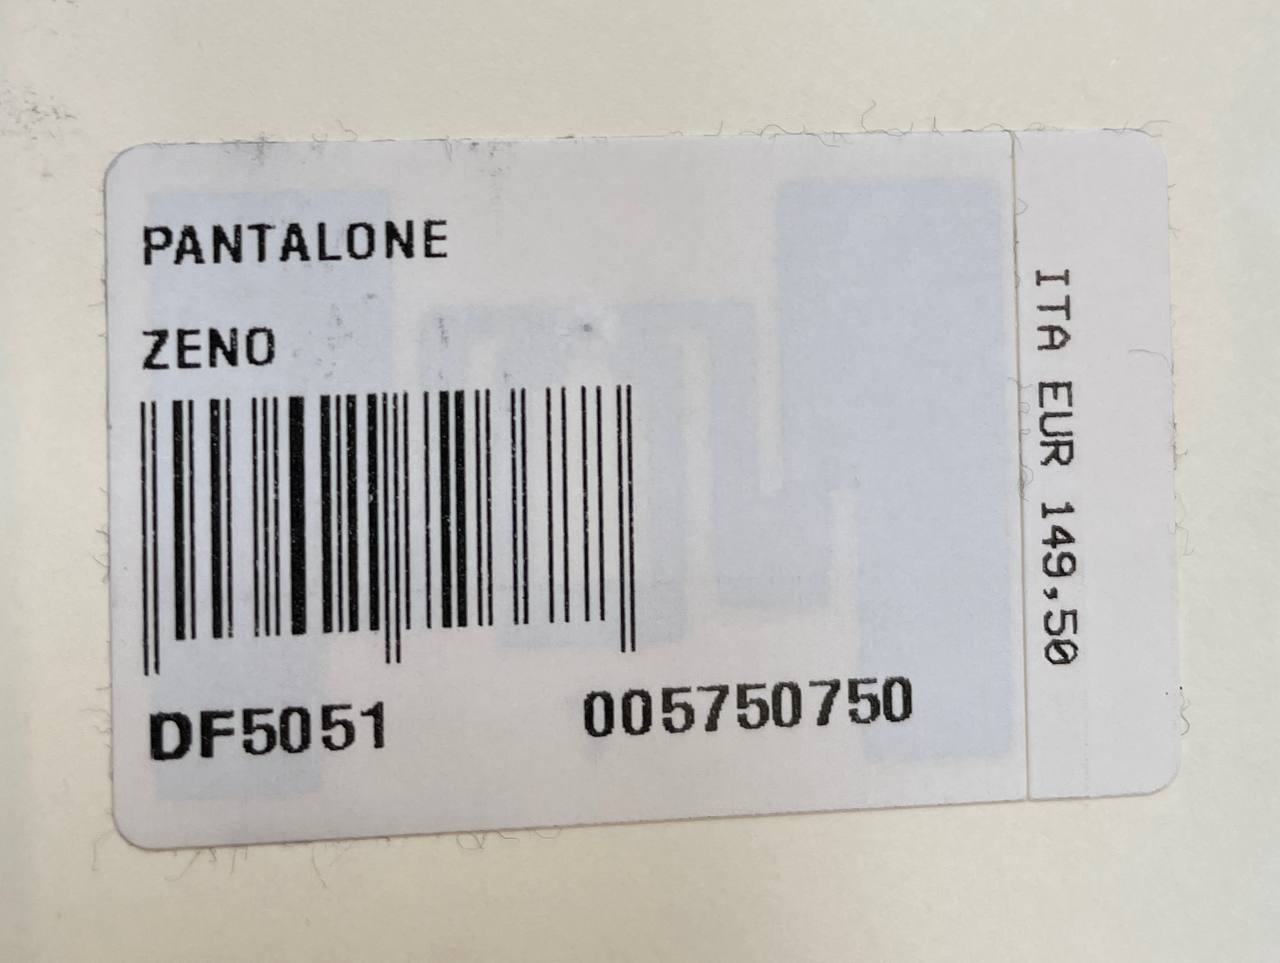 PANTALONE
ZENO
DF5051 005750750
ITA EUR 149,50